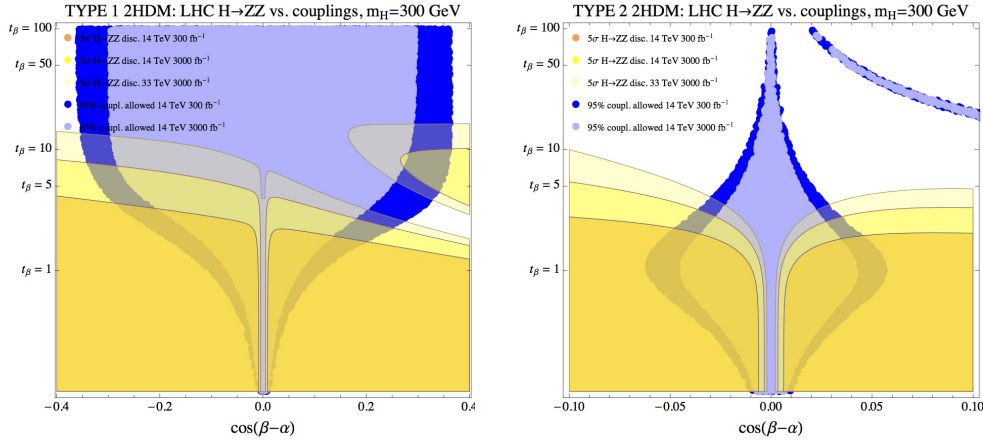 TYPE 1 2HDM: LHC H→ZZ vs. couplings, m_H=300 GeV
t_β = 100
5σ H→ZZ disc. 14 TeV 300 fb⁻¹
5σ H→ZZ disc. 14 TeV 3000 fb⁻¹
t_β = 50
5σ H→ZZ disc. 33 TeV 3000 fb⁻¹
95% coupl. allowed 14 TeV 300 fb⁻¹
95% coupl. allowed 14 TeV 3000 fb⁻¹
t_β = 10
t_β = 5
t_β = 1
−0.4 −0.2 0.0 0.2 0.4
cos(β−α)
TYPE 2 2HDM: LHC H→ZZ vs. couplings, m_H=300 GeV
t_β = 100
5σ H→ZZ disc. 14 TeV 300 fb⁻¹
5σ H→ZZ disc. 14 TeV 3000 fb⁻¹
t_β = 50
5σ H→ZZ disc. 33 TeV 3000 fb⁻¹
95% coupl. allowed 14 TeV 300 fb⁻¹
95% coupl. allowed 14 TeV 3000 fb⁻¹
t_β = 10
t_β = 5
t_β = 1
−0.10 −0.05 0.00 0.05 0.10
cos(β−α)